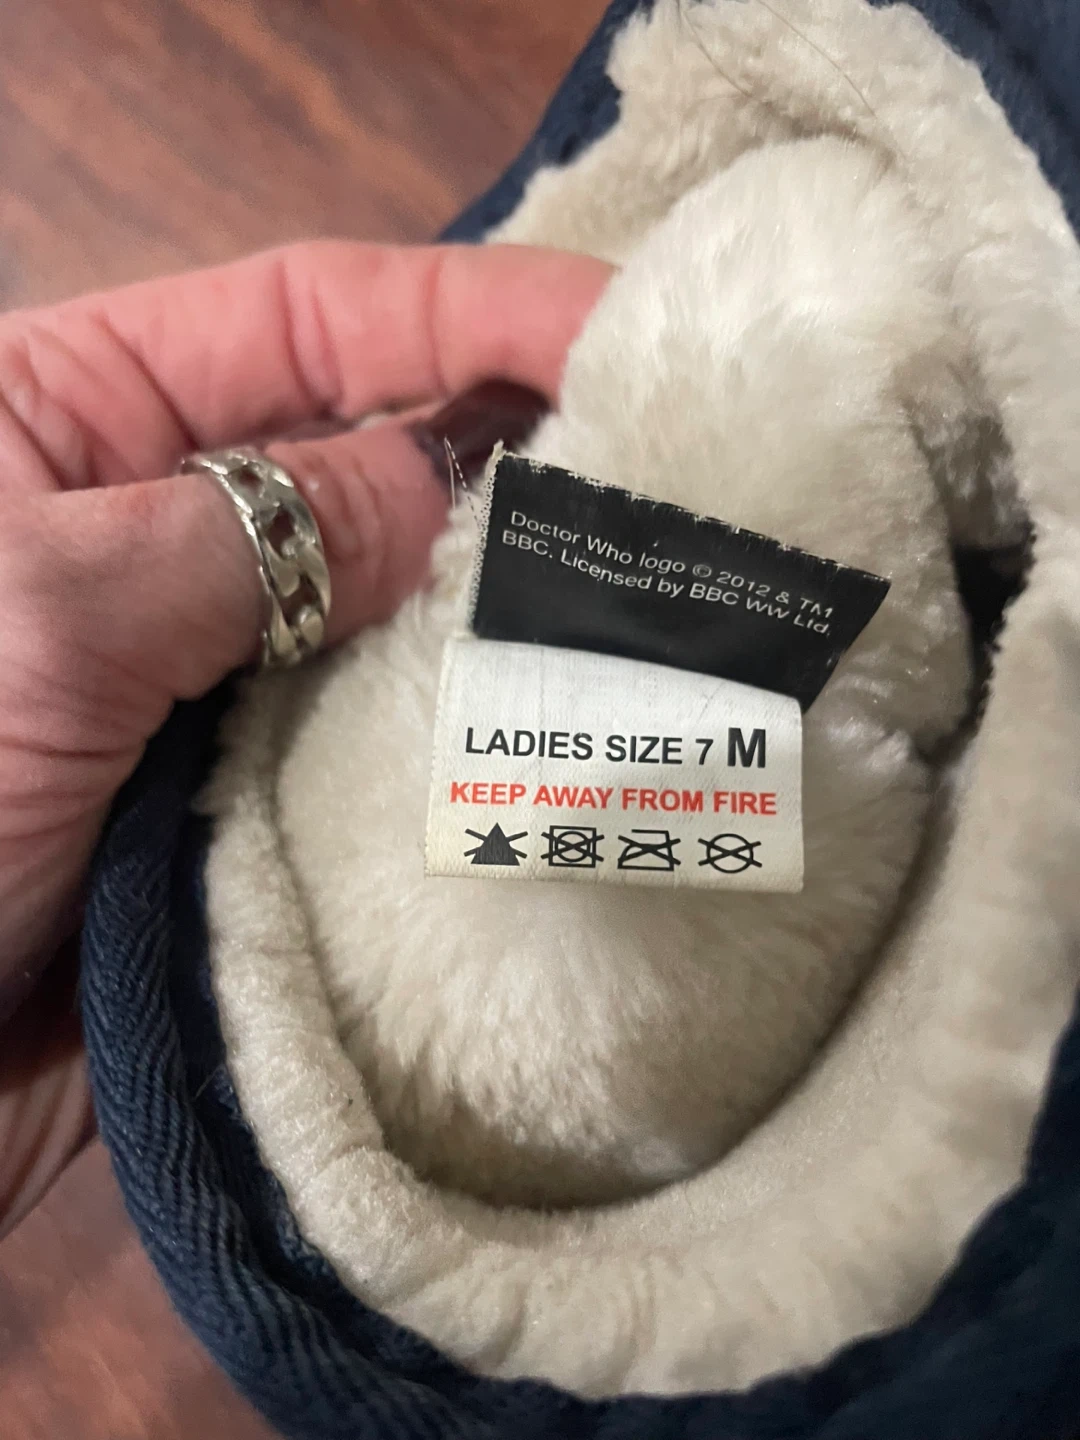 Doctor Who logo © 2012 & TM
BBC. Licensed by BBC WW Ltd.
LADIES SIZE 7 M
KEEP AWAY FROM FIRE